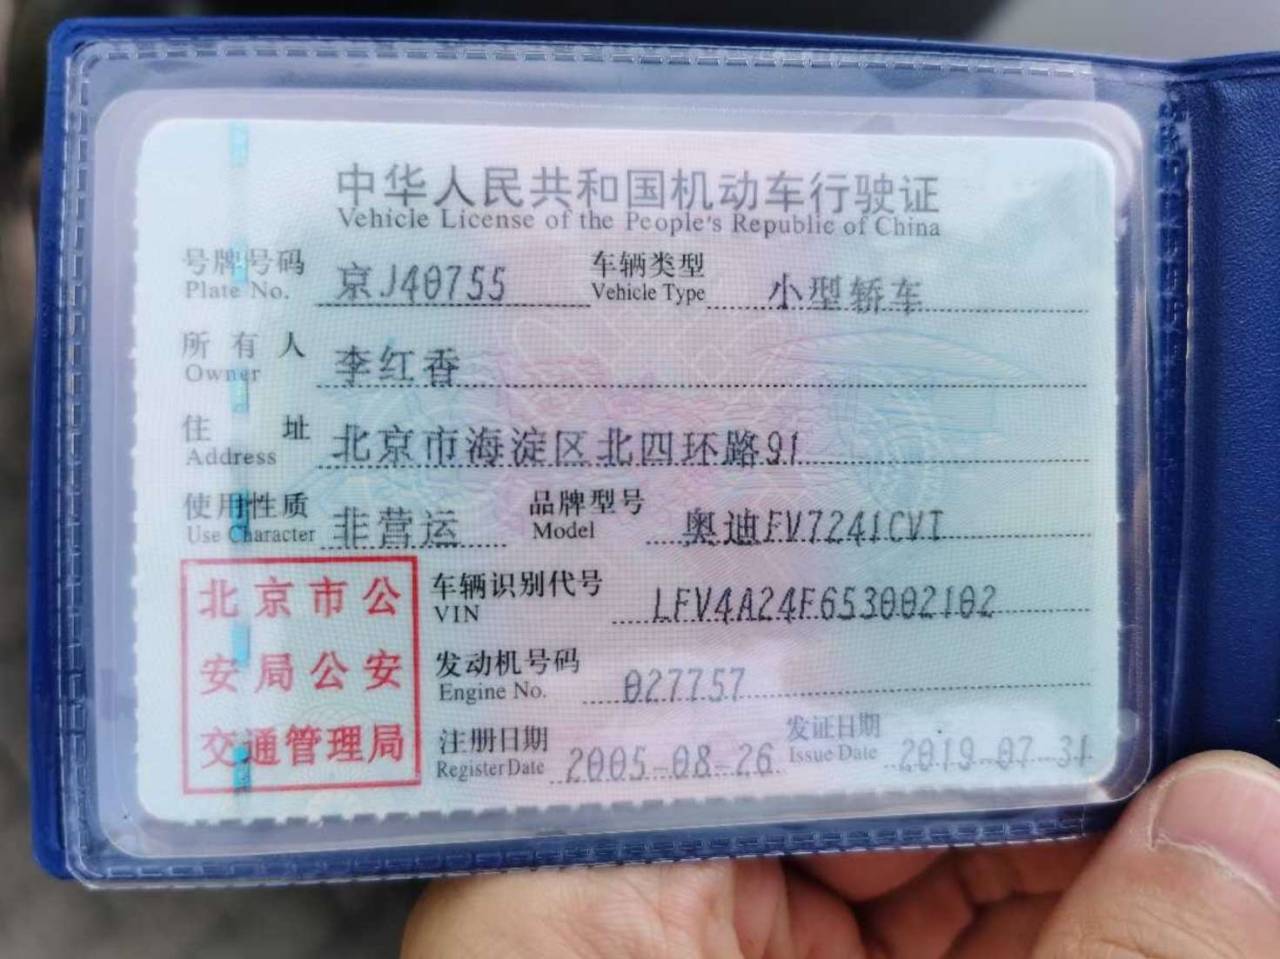 中华人民共和国机动车行驶证
Vehicle License of the People's Republic of China
号牌号码 京J40755 车辆类型 小型轿车
Plate No. Vehicle Type
所有人 李红香
Owner
住址 北京市海淀区北四环路91
Address
使用性质 非营运 品牌型号 奥迪FV7241CVT
Use Character Model
北京市公安局公安交通管理局
车辆识别代号 LFV4A24F653002102
VIN
发动机号码 027757
Engine No.
注册日期 2005-08-26 发证日期 2019-07-31
Register Date Issue Date